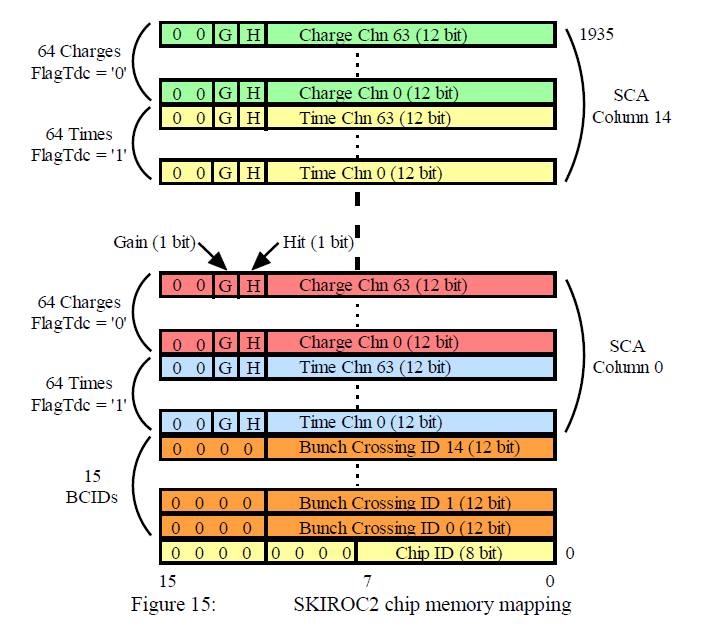 0 0 G H Charge Chn 63 (12 bit) 1935
64 Charges
FlagTdc = '0'
0 0 G H Charge Chn 0 (12 bit)
SCA
Column 14
0 0 G H Time Chn 63 (12 bit)
64 Times
FlagTdc = '1'
0 0 G H Time Chn 0 (12 bit)
Gain (1 bit) Hit (1 bit)
0 0 G H Charge Chn 63 (12 bit)
64 Charges
FlagTdc = '0'
0 0 G H Charge Chn 0 (12 bit)
SCA
Column 0
0 0 G H Time Chn 63 (12 bit)
64 Times
FlagTdc = '1'
0 0 G H Time Chn 0 (12 bit)
0 0 0 0 Bunch Crossing ID 14 (12 bit)
15
BCIDs
0 0 0 0 Bunch Crossing ID 1 (12 bit)
0 0 0 0 Bunch Crossing ID 0 (12 bit)
0 0 0 0 0 0 0 0 Chip ID (8 bit) 0
15 7 0
Figure 15: SKIROC2 chip memory mapping